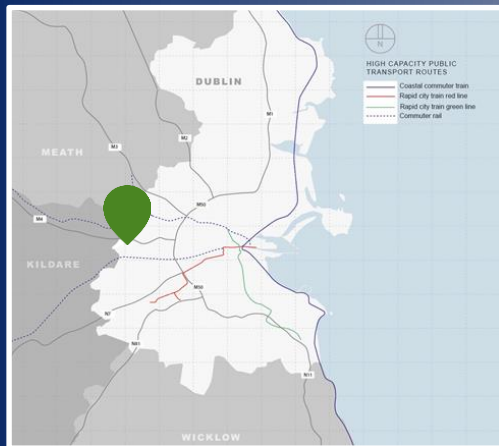 N
HIGH CAPACITY PUBLIC
TRANSPORT ROUTES
Coastal commuter train
Rapid city train red line
Rapid city train green line
Commuter rail
DUBLIN
M1
M2
M3
MEATH
M50
M4
KILDARE
M50
N7
N81
N11
WICKLOW